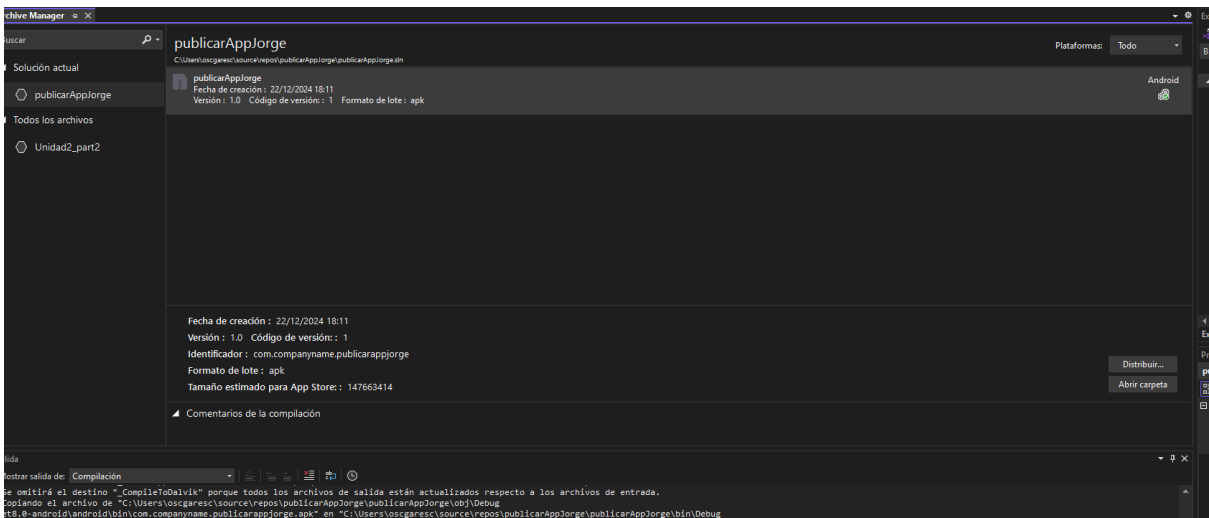 rchive Manager
Buscar
Solución actual
publicarAppJorge
Todos los archivos
Unidad2_part2
publicarAppJorge
C:\Users\oscgaresc\source\repos\publicarAppJorge\publicarAppJorge.sln
Plataformas: Todo
publicarAppJorge
Fecha de creación : 22/12/2024 18:11
Versión : 1.0 Código de versión: : 1 Formato de lote : apk
Android
Fecha de creación : 22/12/2024 18:11
Versión : 1.0 Código de versión: : 1
Identificador : com.companyname.publicarappjorge
Formato de lote : apk
Tamaño estimado para App Store: : 147663414
Distribuir...
Abrir carpeta
Comentarios de la compilación
lida
Mostrar salida de: Compilación
Se omitirá el destino "_CompileToDalvik" porque todos los archivos de salida están actualizados respecto a los archivos de entrada.
Copiando el archivo de "C:\Users\oscgaresc\source\repos\publicarAppJorge\publicarAppJorge\obj\Debug
et8.0-android\android\bin\com.companyname.publicarappjorge.apk" en "C:\Users\oscgaresc\source\repos\publicarAppJorge\publicarAppJorge\bin\Debug